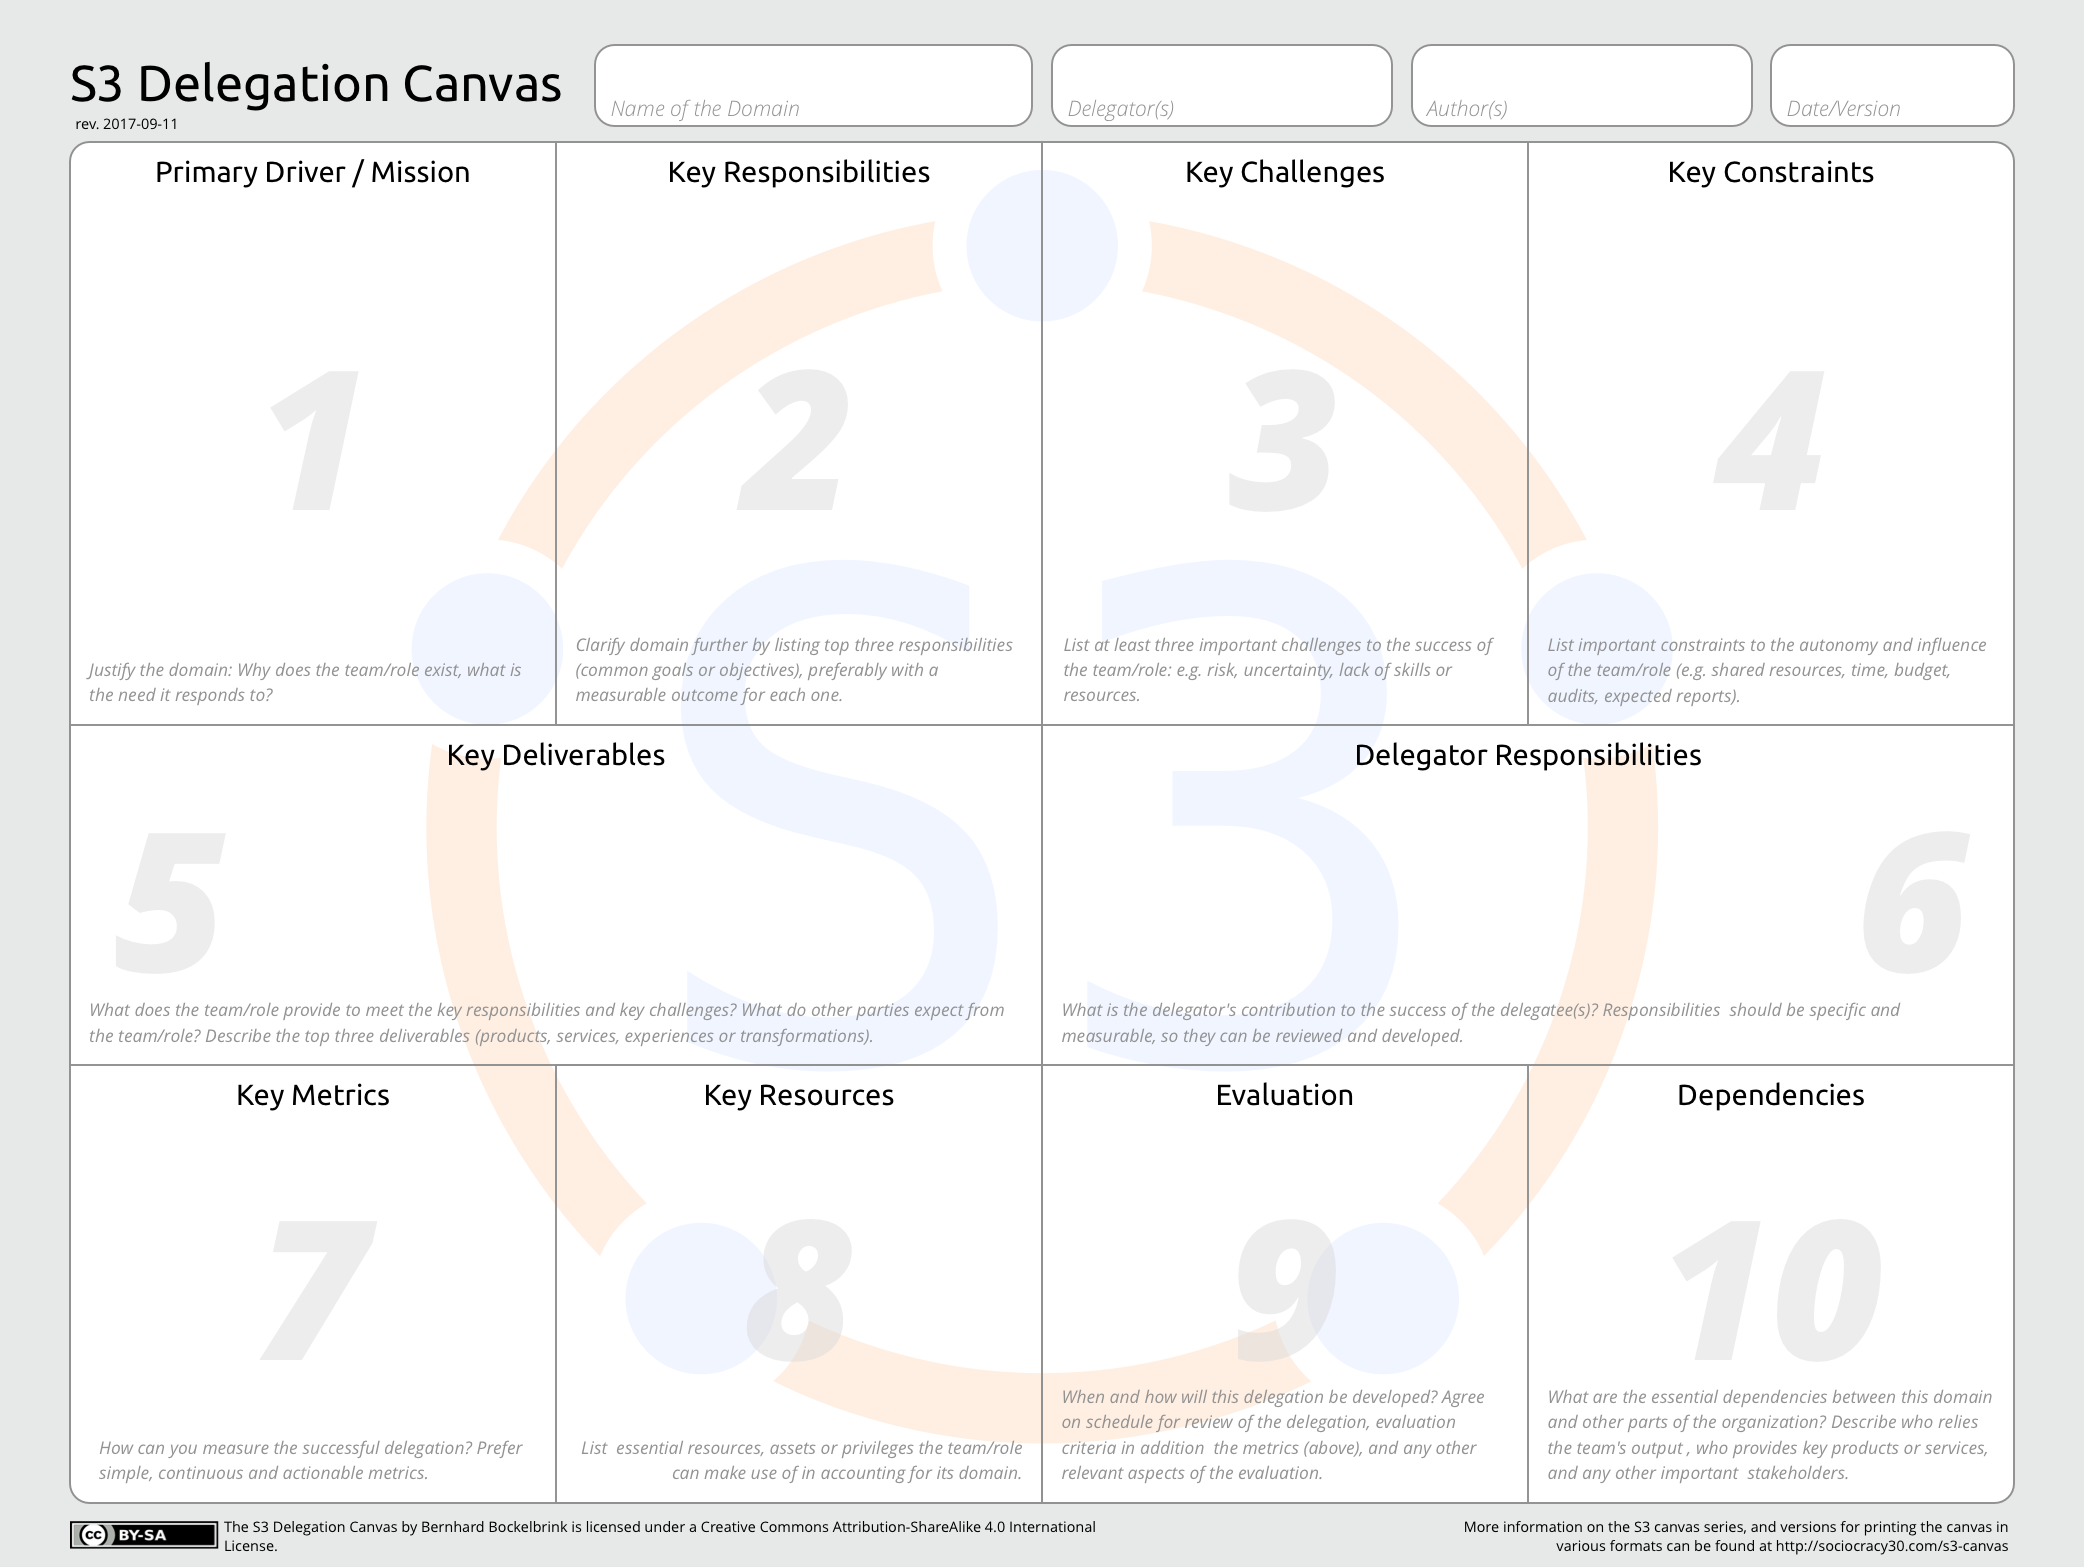 S3 Delegation Canvas
rev. 2017-09-11
Name of the Domain
Delegator(s)
Author(s)
Date/Version
Primary Driver / Mission
1
Justify the domain: Why does the team/role exist, what is
the need it responds to?
Key Responsibilities
2
Clarify domain further by listing top three responsibilities
(common goals or objectives), preferably with a
measurable outcome for each one.
Key Challenges
3
List at least three important challenges to the success of
the team/role: e.g. risk, uncertainty, lack of skills or
resources.
Key Constraints
4
List important constraints to the autonomy and influence
of the team/role (e.g. shared resources, time, budget,
audits, expected reports).
S3
Key Deliverables
5
What does the team/role provide to meet the key responsibilities and key challenges? What do other parties expect from
the team/role? Describe the top three deliverables (products, services, experiences or transformations).
Delegator Responsibilities
6
What is the delegator's contribution to the success of the delegatee(s)? Responsibilities  should be specific and
measurable, so they can be reviewed and developed.
Key Metrics
7
How can you measure the successful delegation? Prefer
simple, continuous and actionable metrics.
Key Resources
8
List  essential resources, assets or privileges the team/role
can make use of in accounting for its domain.
Evaluation
9
When and how will this delegation be developed? Agree
on schedule for review of the delegation, evaluation
criteria in addition  the metrics (above), and any other
relevant aspects of the evaluation.
Dependencies
10
What are the essential dependencies between this domain
and other parts of the organization? Describe who relies
the team's output , who provides key products or services,
and any other important  stakeholders.
cc BY-SA
The S3 Delegation Canvas by Bernhard Bockelbrink is licensed under a Creative Commons Attribution-ShareAlike 4.0 International
License.
More information on the S3 canvas series, and versions for printing the canvas in
various formats can be found at http://sociocracy30.com/s3-canvas